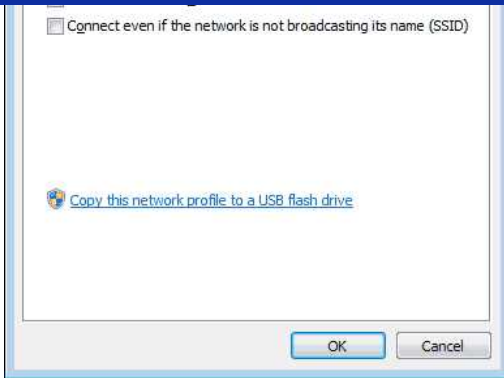 Connect even if the network is not broadcasting its name (SSID)
Copy this network profile to a USB flash drive
OK
Cancel